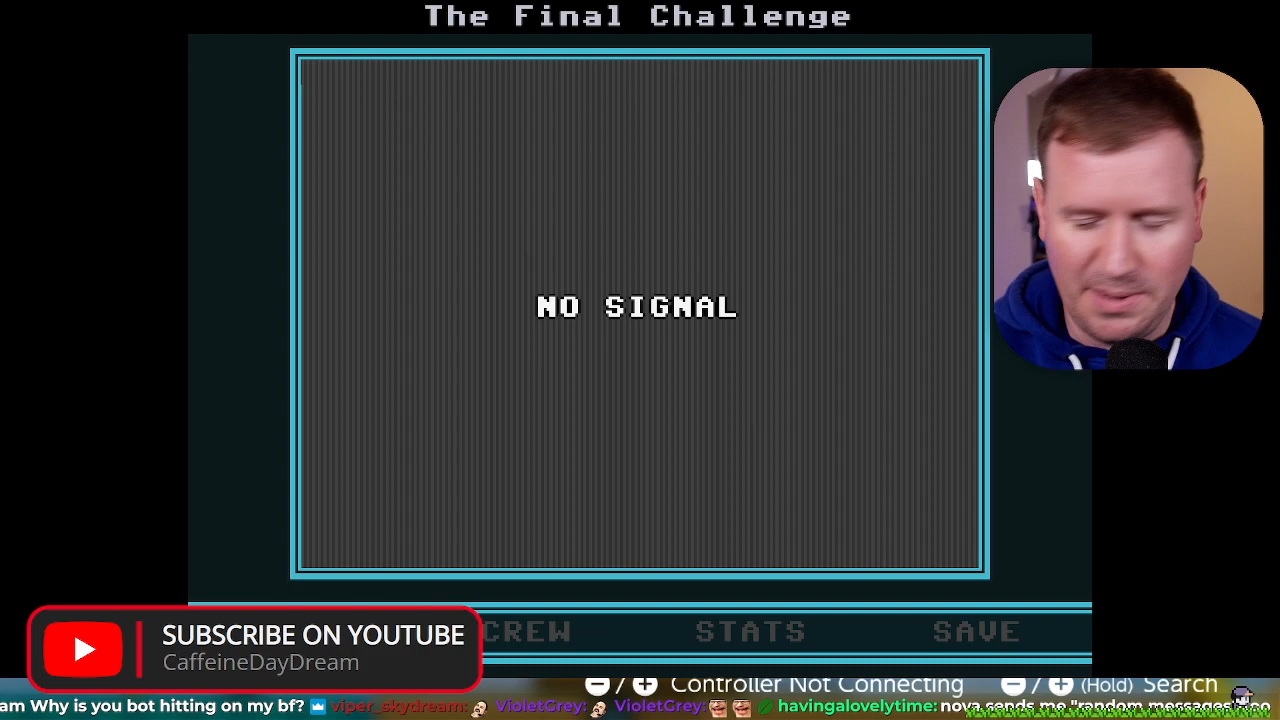 The Final Challenge
NO SIGNAL
CREW STATS SAVE
SUBSCRIBE ON YOUTUBE
CaffeineDayDream
/ Controller Not Connecting / (Hold) Search
am Why is you bot hitting on my bf? viper_skydream: VioletGrey: VioletGrey: havingalovelytime: nova sends me "random messages"